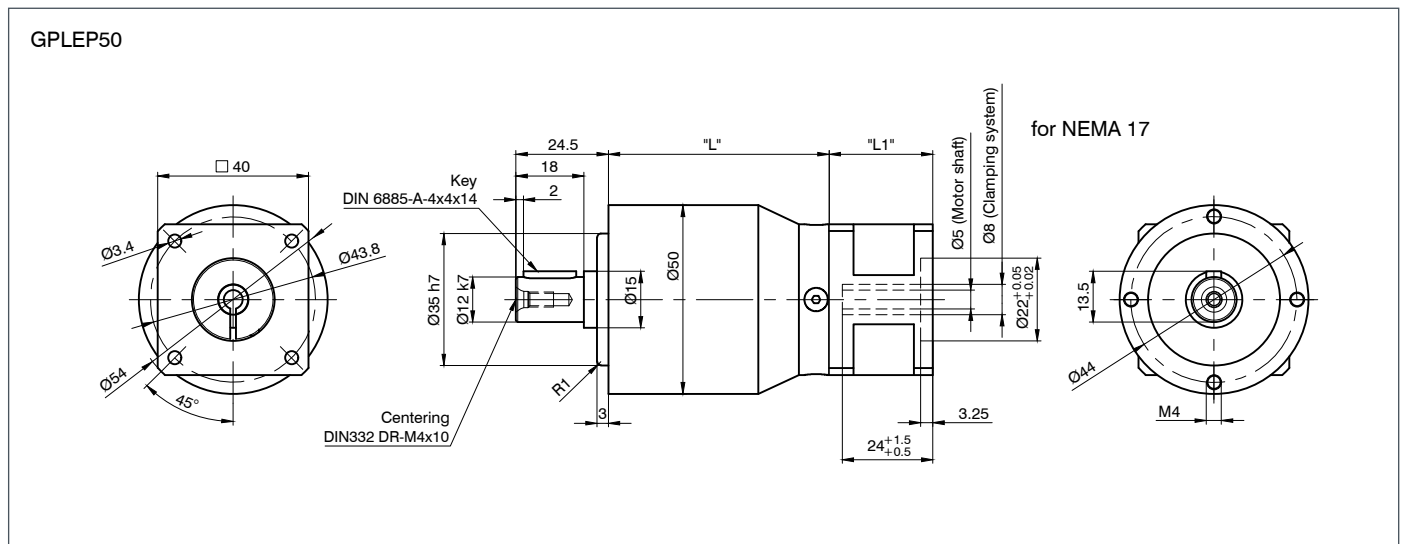 GPLEP50
for NEMA 17
□ 40
Ø3.4
Ø43.8
Ø54
45°
24.5
"L"
"L1"
18
2
Key
DIN 6885-A-4x4x14
Ø35 h7
Ø12 k7
Ø15
Ø50
R1
3
Centering
DIN332 DR-M4x10
Ø5 (Motor shaft)
Ø8 (Clamping system)
Ø22 +0.05 +0.02
3.25
24 +1.5 +0.5
13.5
Ø44
M4